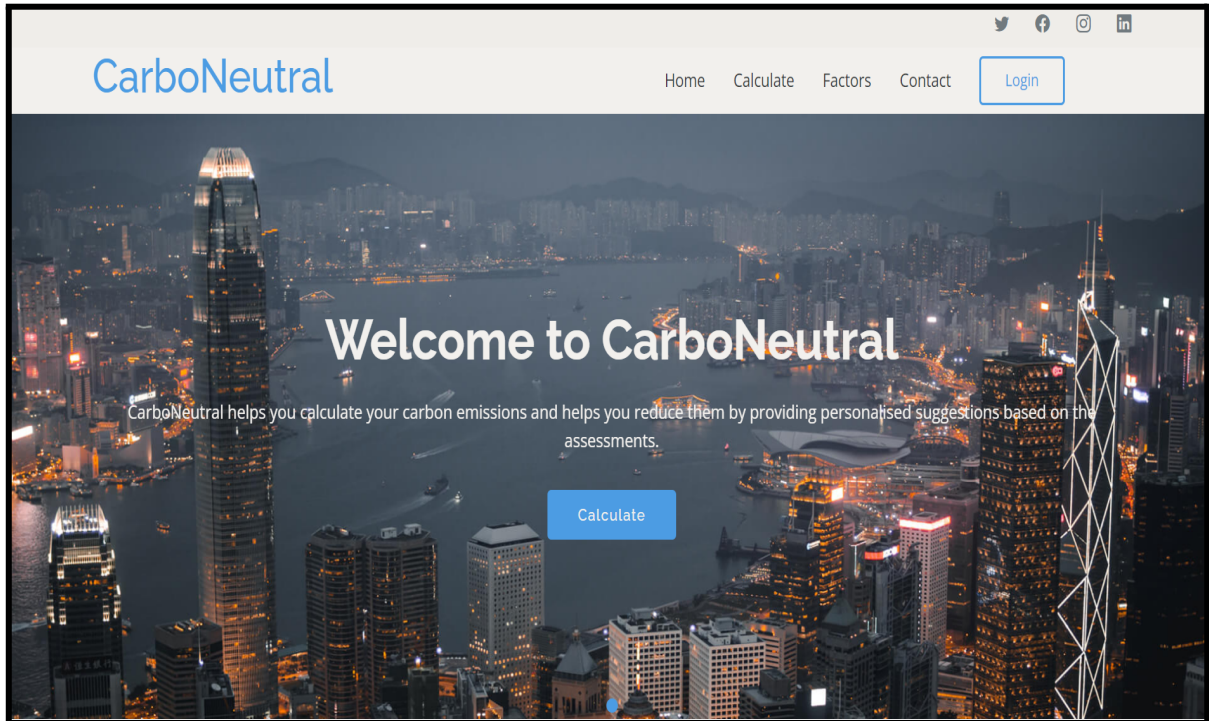 CarboNeutral
Home Calculate Factors Contact Login
Welcome to CarboNeutral
CarboNeutral helps you calculate your carbon emissions and helps you reduce them by providing personalised suggestions based on the
assessments.
Calculate